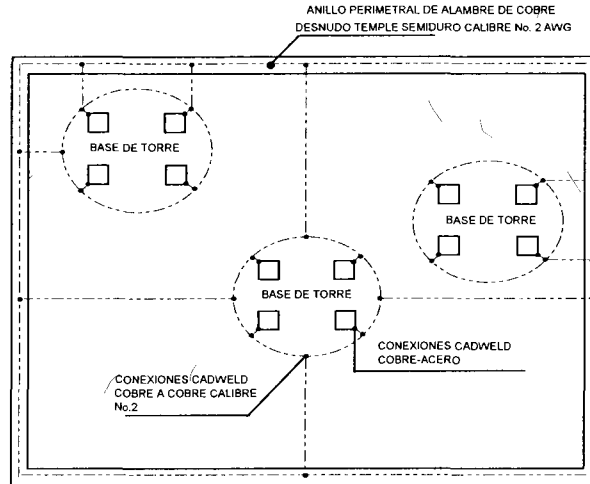 ANILLO PERIMETRAL DE ALAMBRE DE COBRE
DESNUDO TEMPLE SEMIDURO CALIBRE No. 2 AWG
BASE DE TORRE
BASE DE TORRE
BASE DE TORRE
CONEXIONES CADWELD
COBRE-ACERO
CONEXIONES CADWELD
COBRE A COBRE CALIBRE
No.2